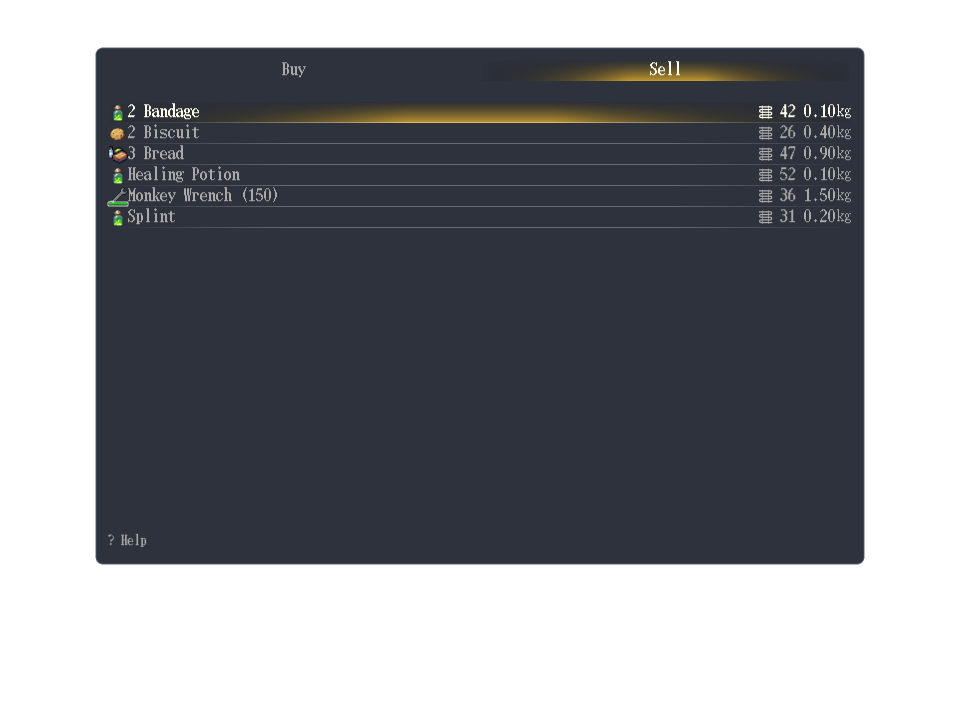 Buy Sell
2 Bandage 42 0.10kg
2 Biscuit 26 0.40kg
3 Bread 47 0.90kg
Healing Potion 52 0.10kg
Monkey Wrench (150) 36 1.50kg
Splint 31 0.20kg
? Help